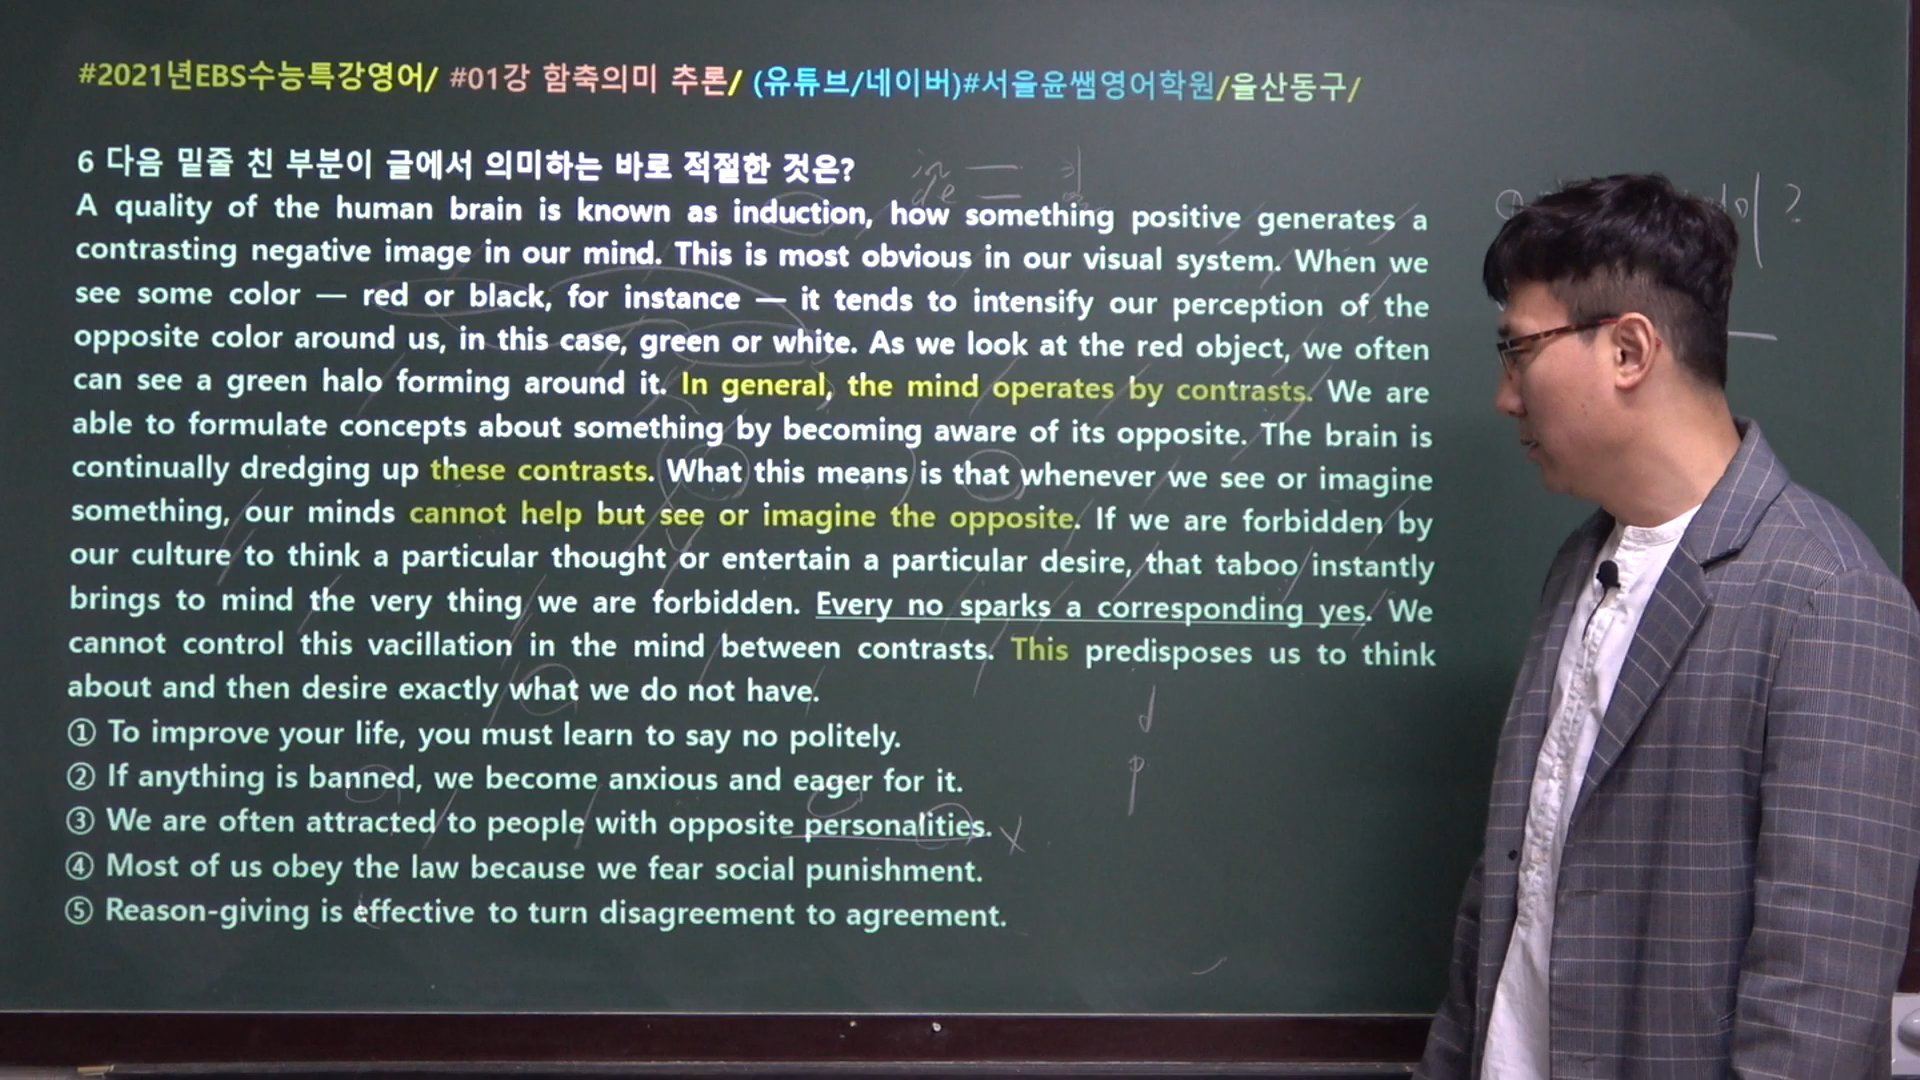 #2021년EBS수능특강영어/ #01강 함축의미 추론/ (유튜브/네이버)#서울윤쌤영어학원/울산동구/
6 다음 밑줄 친 부분이 글에서 의미하는 바로 적절한 것은?
A quality of the human brain is known as induction, how something positive generates a
contrasting negative image in our mind. This is most obvious in our visual system. When we
see some color — red or black, for instance — it tends to intensify our perception of the
opposite color around us, in this case, green or white. As we look at the red object, we often
can see a green halo forming around it. In general, the mind operates by contrasts. We are
able to formulate concepts about something by becoming aware of its opposite. The brain is
continually dredging up these contrasts. What this means is that whenever we see or imagine
something, our minds cannot help but see or imagine the opposite. If we are forbidden by
our culture to think a particular thought or entertain a particular desire, that taboo instantly
brings to mind the very thing we are forbidden. Every no sparks a corresponding yes. We
cannot control this vacillation in the mind between contrasts. This predisposes us to think
about and then desire exactly what we do not have.
① To improve your life, you must learn to say no politely.
② If anything is banned, we become anxious and eager for it.
③ We are often attracted to people with opposite personalities. X
④ Most of us obey the law because we fear social punishment.
⑤ Reason-giving is effective to turn disagreement to agreement.